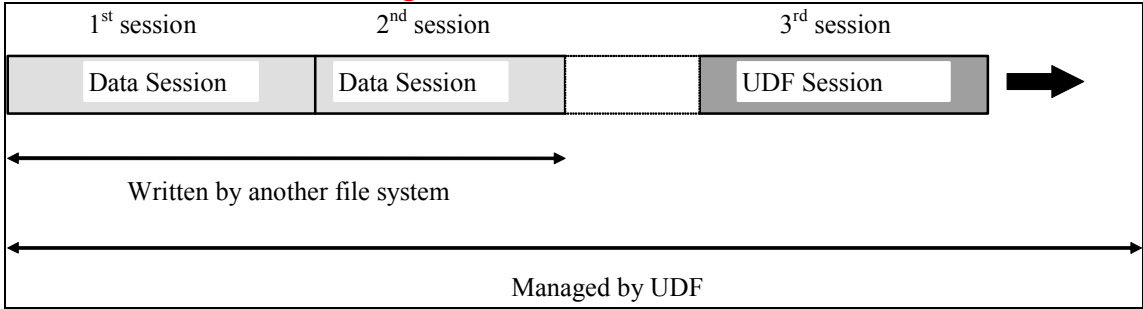 1st session 2nd session 3rd session
Data Session Data Session UDF Session
Written by another file system
Managed by UDF